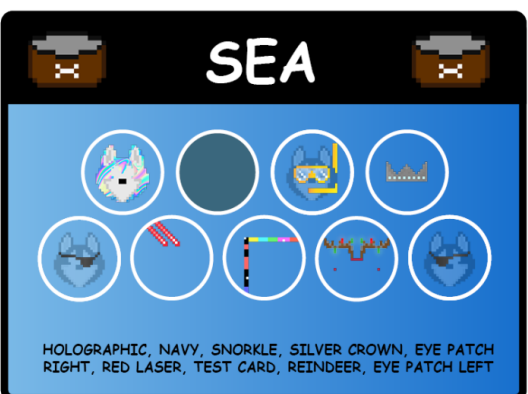 SEA
HOLOGRAPHIC, NAVY, SNORKLE, SILVER CROWN, EYE PATCH
RIGHT, RED LASER, TEST CARD, REINDEER, EYE PATCH LEFT